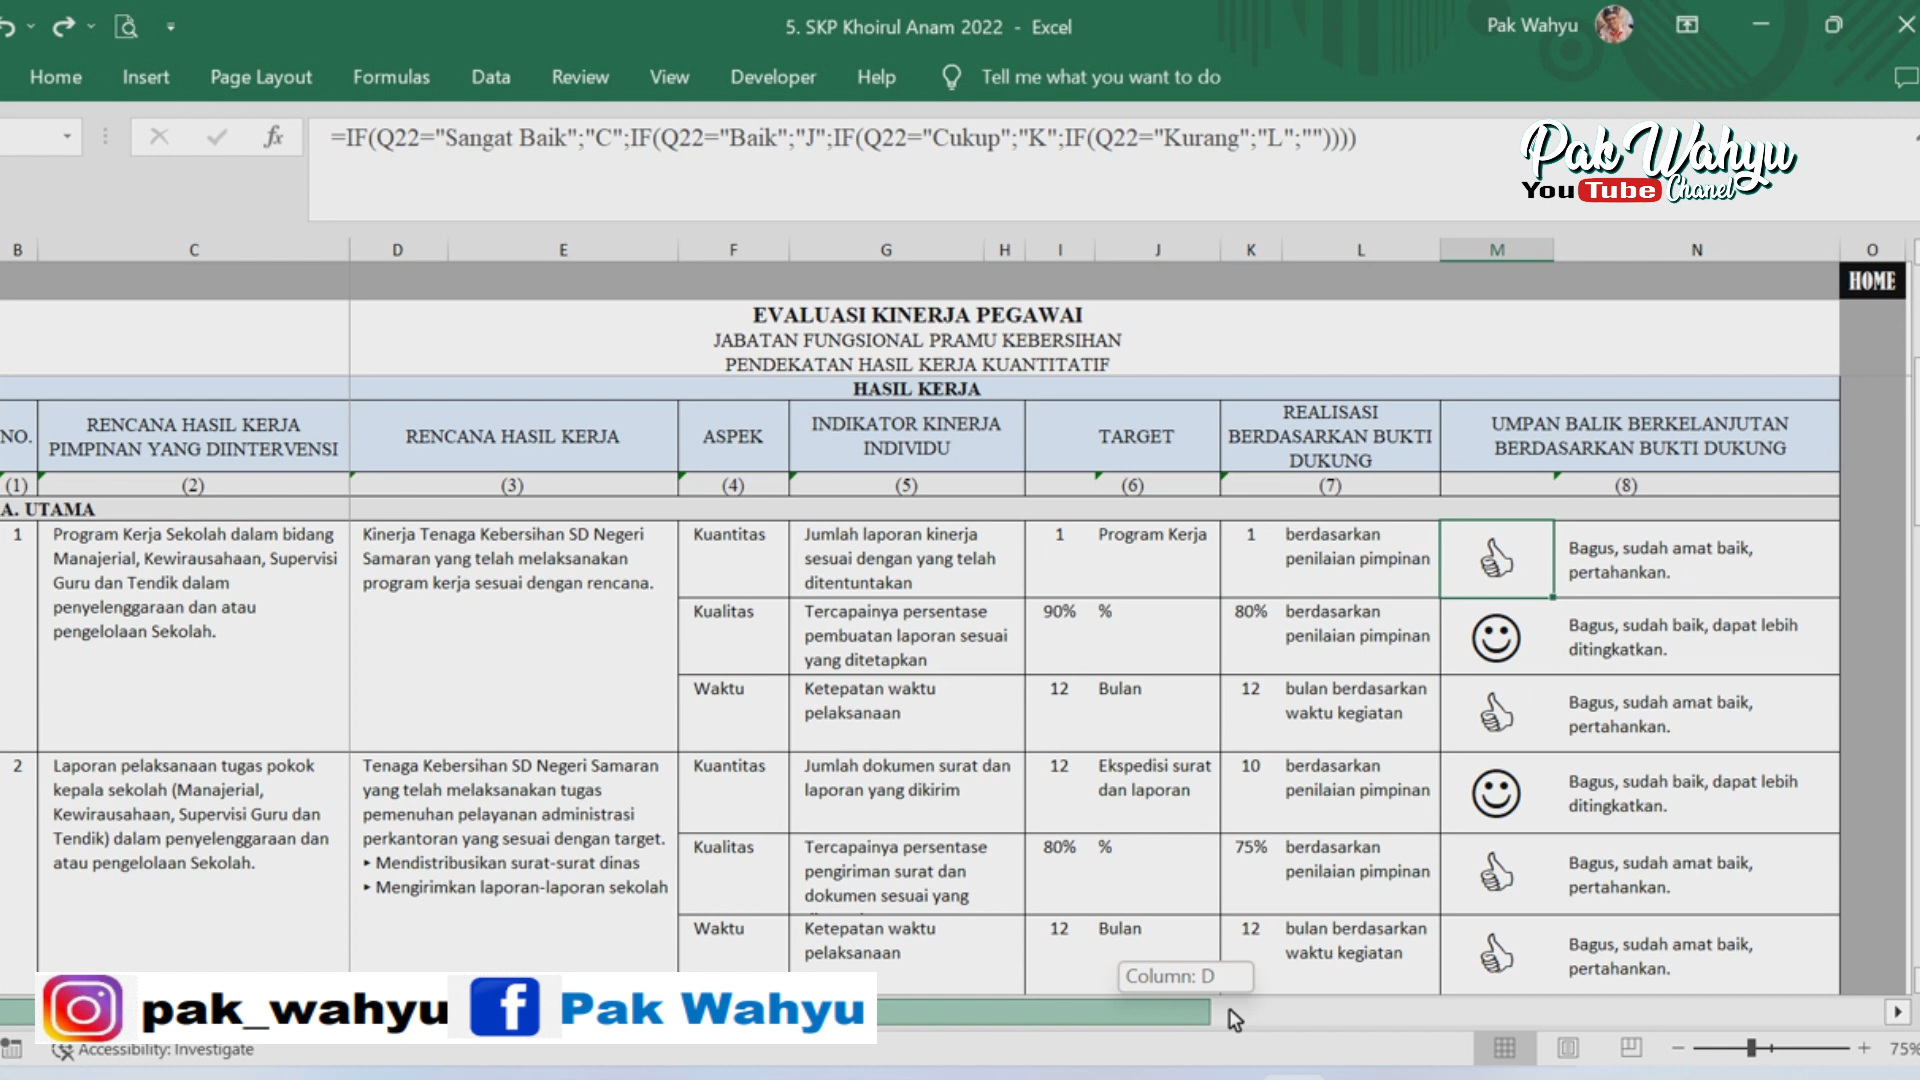 5. SKP Khoirul Anam 2022 - Excel
Pak Wahyu
Home Insert Page Layout Formulas Data Review View Developer Help Tell me what you want to do
fx =IF(Q22="Sangat Baik";"C";IF(Q22="Baik";"J";IF(Q22="Cukup";"K";IF(Q22="Kurang";"L";""))))
Pak Wahyu
YouTube Chanel
B C D E F G H I J K L M N O
HOME
EVALUASI KINERJA PEGAWAI
JABATAN FUNGSIONAL PRAMU KEBERSIHAN
PENDEKATAN HASIL KERJA KUANTITATIF
HASIL KERJA
NO.
RENCANA HASIL KERJA
PIMPINAN YANG DIINTERVENSI
RENCANA HASIL KERJA
ASPEK
INDIKATOR KINERJA
INDIVIDU
TARGET
REALISASI
BERDASARKAN BUKTI
DUKUNG
UMPAN BALIK BERKELANJUTAN
BERDASARKAN BUKTI DUKUNG
(1) (2) (3) (4) (5) (6) (7) (8)
A. UTAMA
1
Program Kerja Sekolah dalam bidang
Manajerial, Kewirausahaan, Supervisi
Guru dan Tendik dalam
penyelenggaraan dan atau
pengelolaan Sekolah.
Kinerja Tenaga Kebersihan SD Negeri
Samaran yang telah melaksanakan
program kerja sesuai dengan rencana.
Kuantitas
Jumlah laporan kinerja
sesuai dengan yang telah
ditentuntakan
1 Program Kerja
1 berdasarkan
penilaian pimpinan
Bagus, sudah amat baik,
pertahankan.
Kualitas
Tercapainya persentase
pembuatan laporan sesuai
yang ditetapkan
90% %
80% berdasarkan
penilaian pimpinan
Bagus, sudah baik, dapat lebih
ditingkatkan.
Waktu
Ketepatan waktu
pelaksanaan
12 Bulan
12 bulan berdasarkan
waktu kegiatan
Bagus, sudah amat baik,
pertahankan.
2
Laporan pelaksanaan tugas pokok
kepala sekolah (Manajerial,
Kewirausahaan, Supervisi Guru dan
Tendik) dalam penyelenggaraan dan
atau pengelolaan Sekolah.
Tenaga Kebersihan SD Negeri Samaran
yang telah melaksanakan tugas
pemenuhan pelayanan administrasi
perkantoran yang sesuai dengan target.
‣ Mendistribusikan surat-surat dinas
‣ Mengirimkan laporan-laporan sekolah
Kuantitas
Jumlah dokumen surat dan
laporan yang dikirim
12 Ekspedisi surat
dan laporan
10 berdasarkan
penilaian pimpinan
Bagus, sudah baik, dapat lebih
ditingkatkan.
Kualitas
Tercapainya persentase
pengiriman surat dan
dokumen sesuai yang
80% %
75% berdasarkan
penilaian pimpinan
Bagus, sudah amat baik,
pertahankan.
Waktu
Ketepatan waktu
pelaksanaan
12 Bulan
12 bulan berdasarkan
waktu kegiatan
Bagus, sudah amat baik,
pertahankan.
Column: D
pak_wahyu
f Pak Wahyu
Accessibility: Investigate
75%